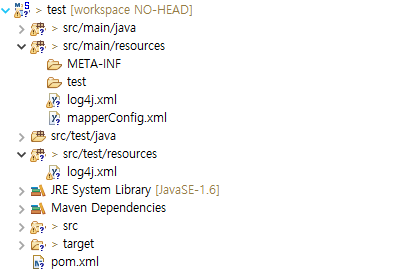 > test [workspace NO-HEAD]
> src/main/java
> src/main/resources
META-INF
test
log4j.xml
mapperConfig.xml
src/test/java
> src/test/resources
log4j.xml
JRE System Library [JavaSE-1.6]
Maven Dependencies
> src
> target
pom.xml